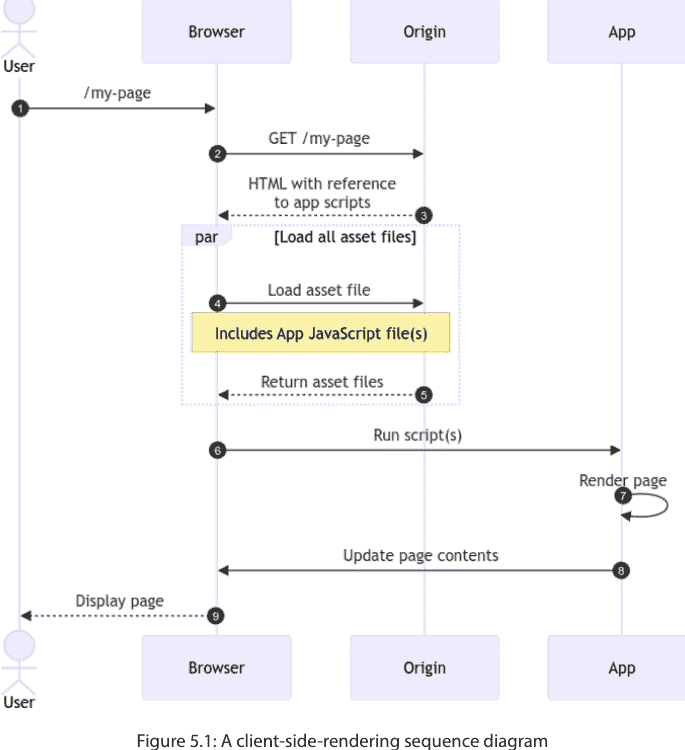 Browser
Origin
App
User
1
/my-page
2
GET /my-page
HTML with reference
to app scripts
3
par
[Load all asset files]
Load asset file
4
Includes App JavaScript file(s)
Return asset files
5
Run script(s)
6
Render page
7
Update page contents
8
Display page
9
Browser
Origin
App
User
Figure 5.1: A client-side-rendering sequence diagram